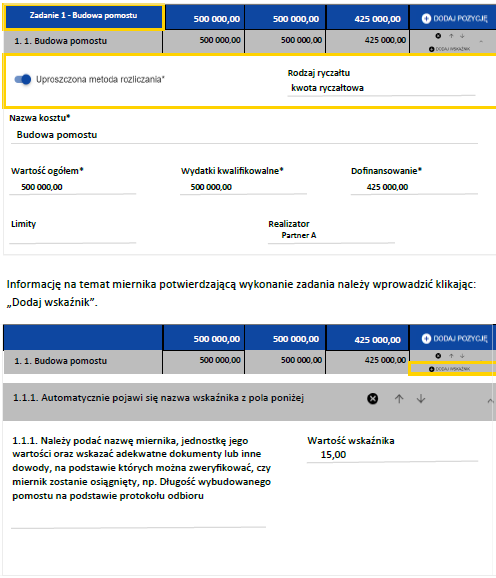 Zadanie 1 - Budowa pomostu 500 000,00 500 000,00 425 000,00 DODAJ POZYCJĘ
1. 1. Budowa pomostu 500 000,00 500 000,00 425 000,00
DODAJ WSKAŹNIK
Uproszczona metoda rozliczania*
Rodzaj ryczałtu
kwota ryczałtowa
Nazwa kosztu*
Budowa pomostu
Wartość ogółem* Wydatki kwalifikowalne* Dofinansowanie*
500 000,00 500 000,00 425 000,00
Limity Realizator
Partner A
Informację na temat miernika potwierdzającą wykonanie zadania należy wprowadzić klikając:
„Dodaj wskaźnik”.
500 000,00 500 000,00 425 000,00 DODAJ POZYCJĘ
1. 1. Budowa pomostu 500 000,00 500 000,00 425 000,00
DODAJ WSKAŹNIK
1.1.1. Automatycznie pojawi się nazwa wskaźnika z pola poniżej
1.1.1. Należy podać nazwę miernika, jednostkę jego
wartości oraz wskazać adekwatne dokumenty lub inne
dowody, na podstawie których można zweryfikować, czy
miernik zostanie osiągnięty, np. Długość wybudowanego
pomostu na podstawie protokołu odbioru
Wartość wskaźnika
15,00